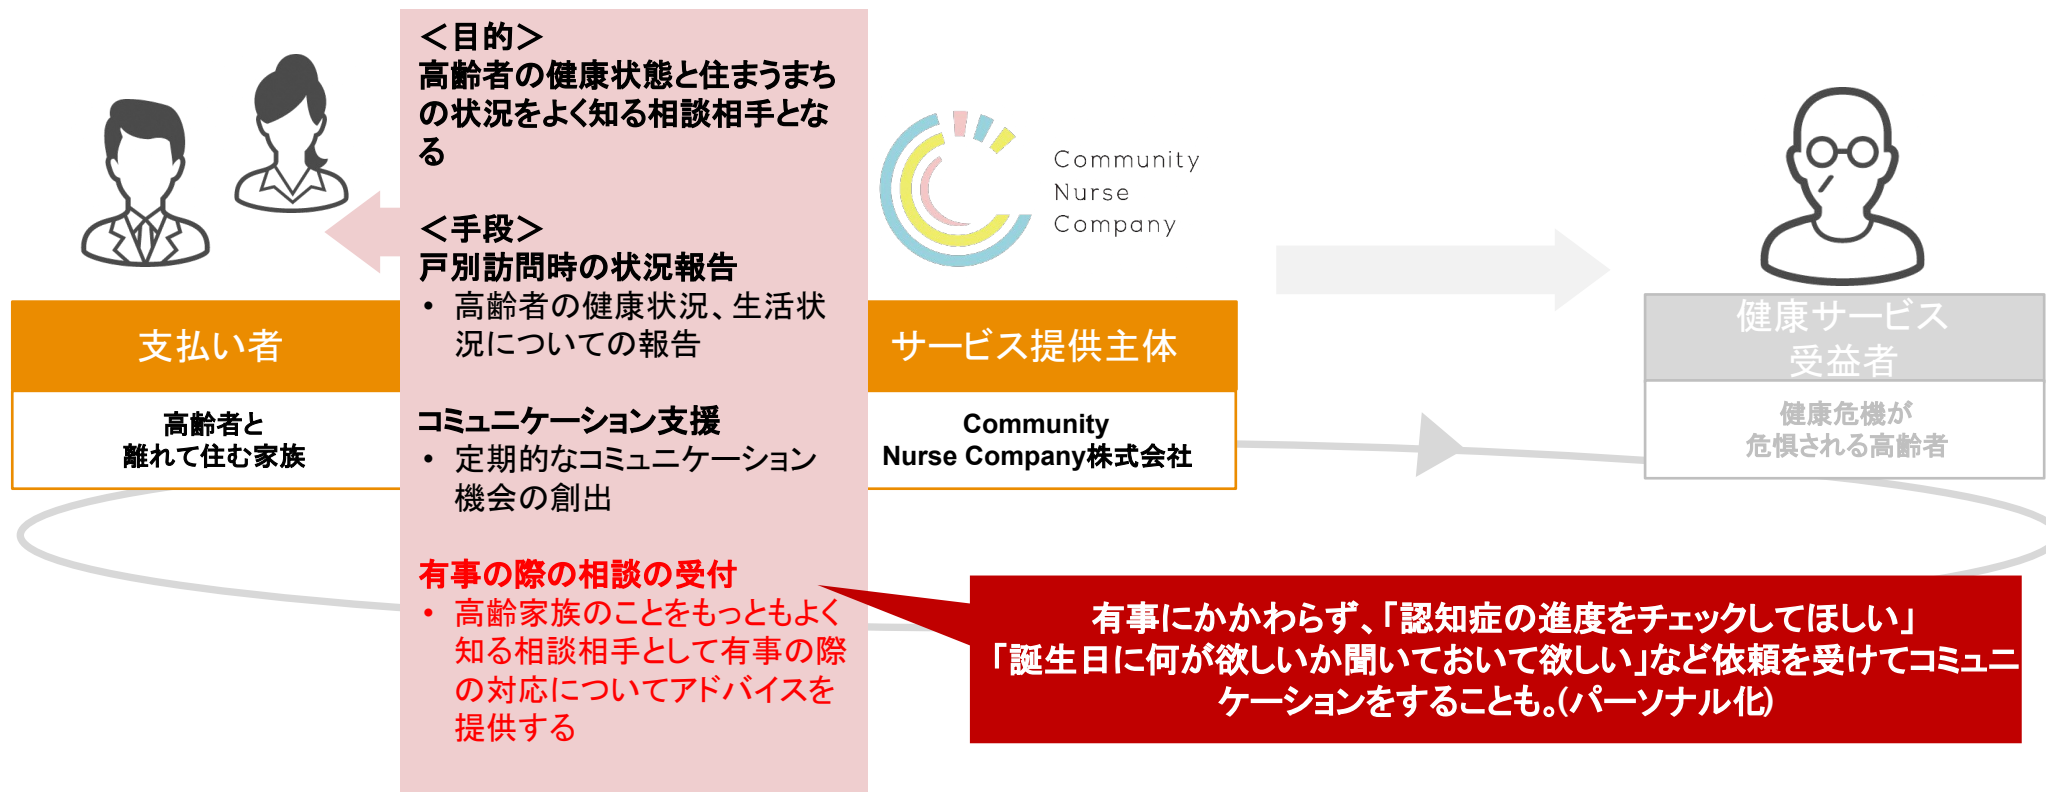 ＜目的＞
高齢者の健康状態と住まうまち
の状況をよく知る相談相手とな
る
＜手段＞
戸別訪問時の状況報告
• 高齢者の健康状況、生活状
況についての報告
コミュニケーション支援
• 定期的なコミュニケーション
機会の創出
有事の際の相談の受付
• 高齢家族のことをもっともよく
知る相談相手として有事の際
の対応についてアドバイスを
提供する
支払い者
高齢者と
離れて住む家族
Community
Nurse
Company
サービス提供主体
Community
Nurse Company株式会社
健康サービス
受益者
健康危機が
危惧される高齢者
有事にかかわらず、「認知症の進度をチェックしてほしい」
「誕生日に何が欲しいか聞いておいて欲しい」など依頼を受けてコミュニ
ケーションをすることも。(パーソナル化)